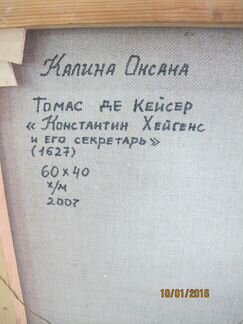 Калина Оксана
Томас де Кейсер
« Константин Хейгенс
и его секретарь»
(1627)
60×40
х/м
2007
10/01/2016